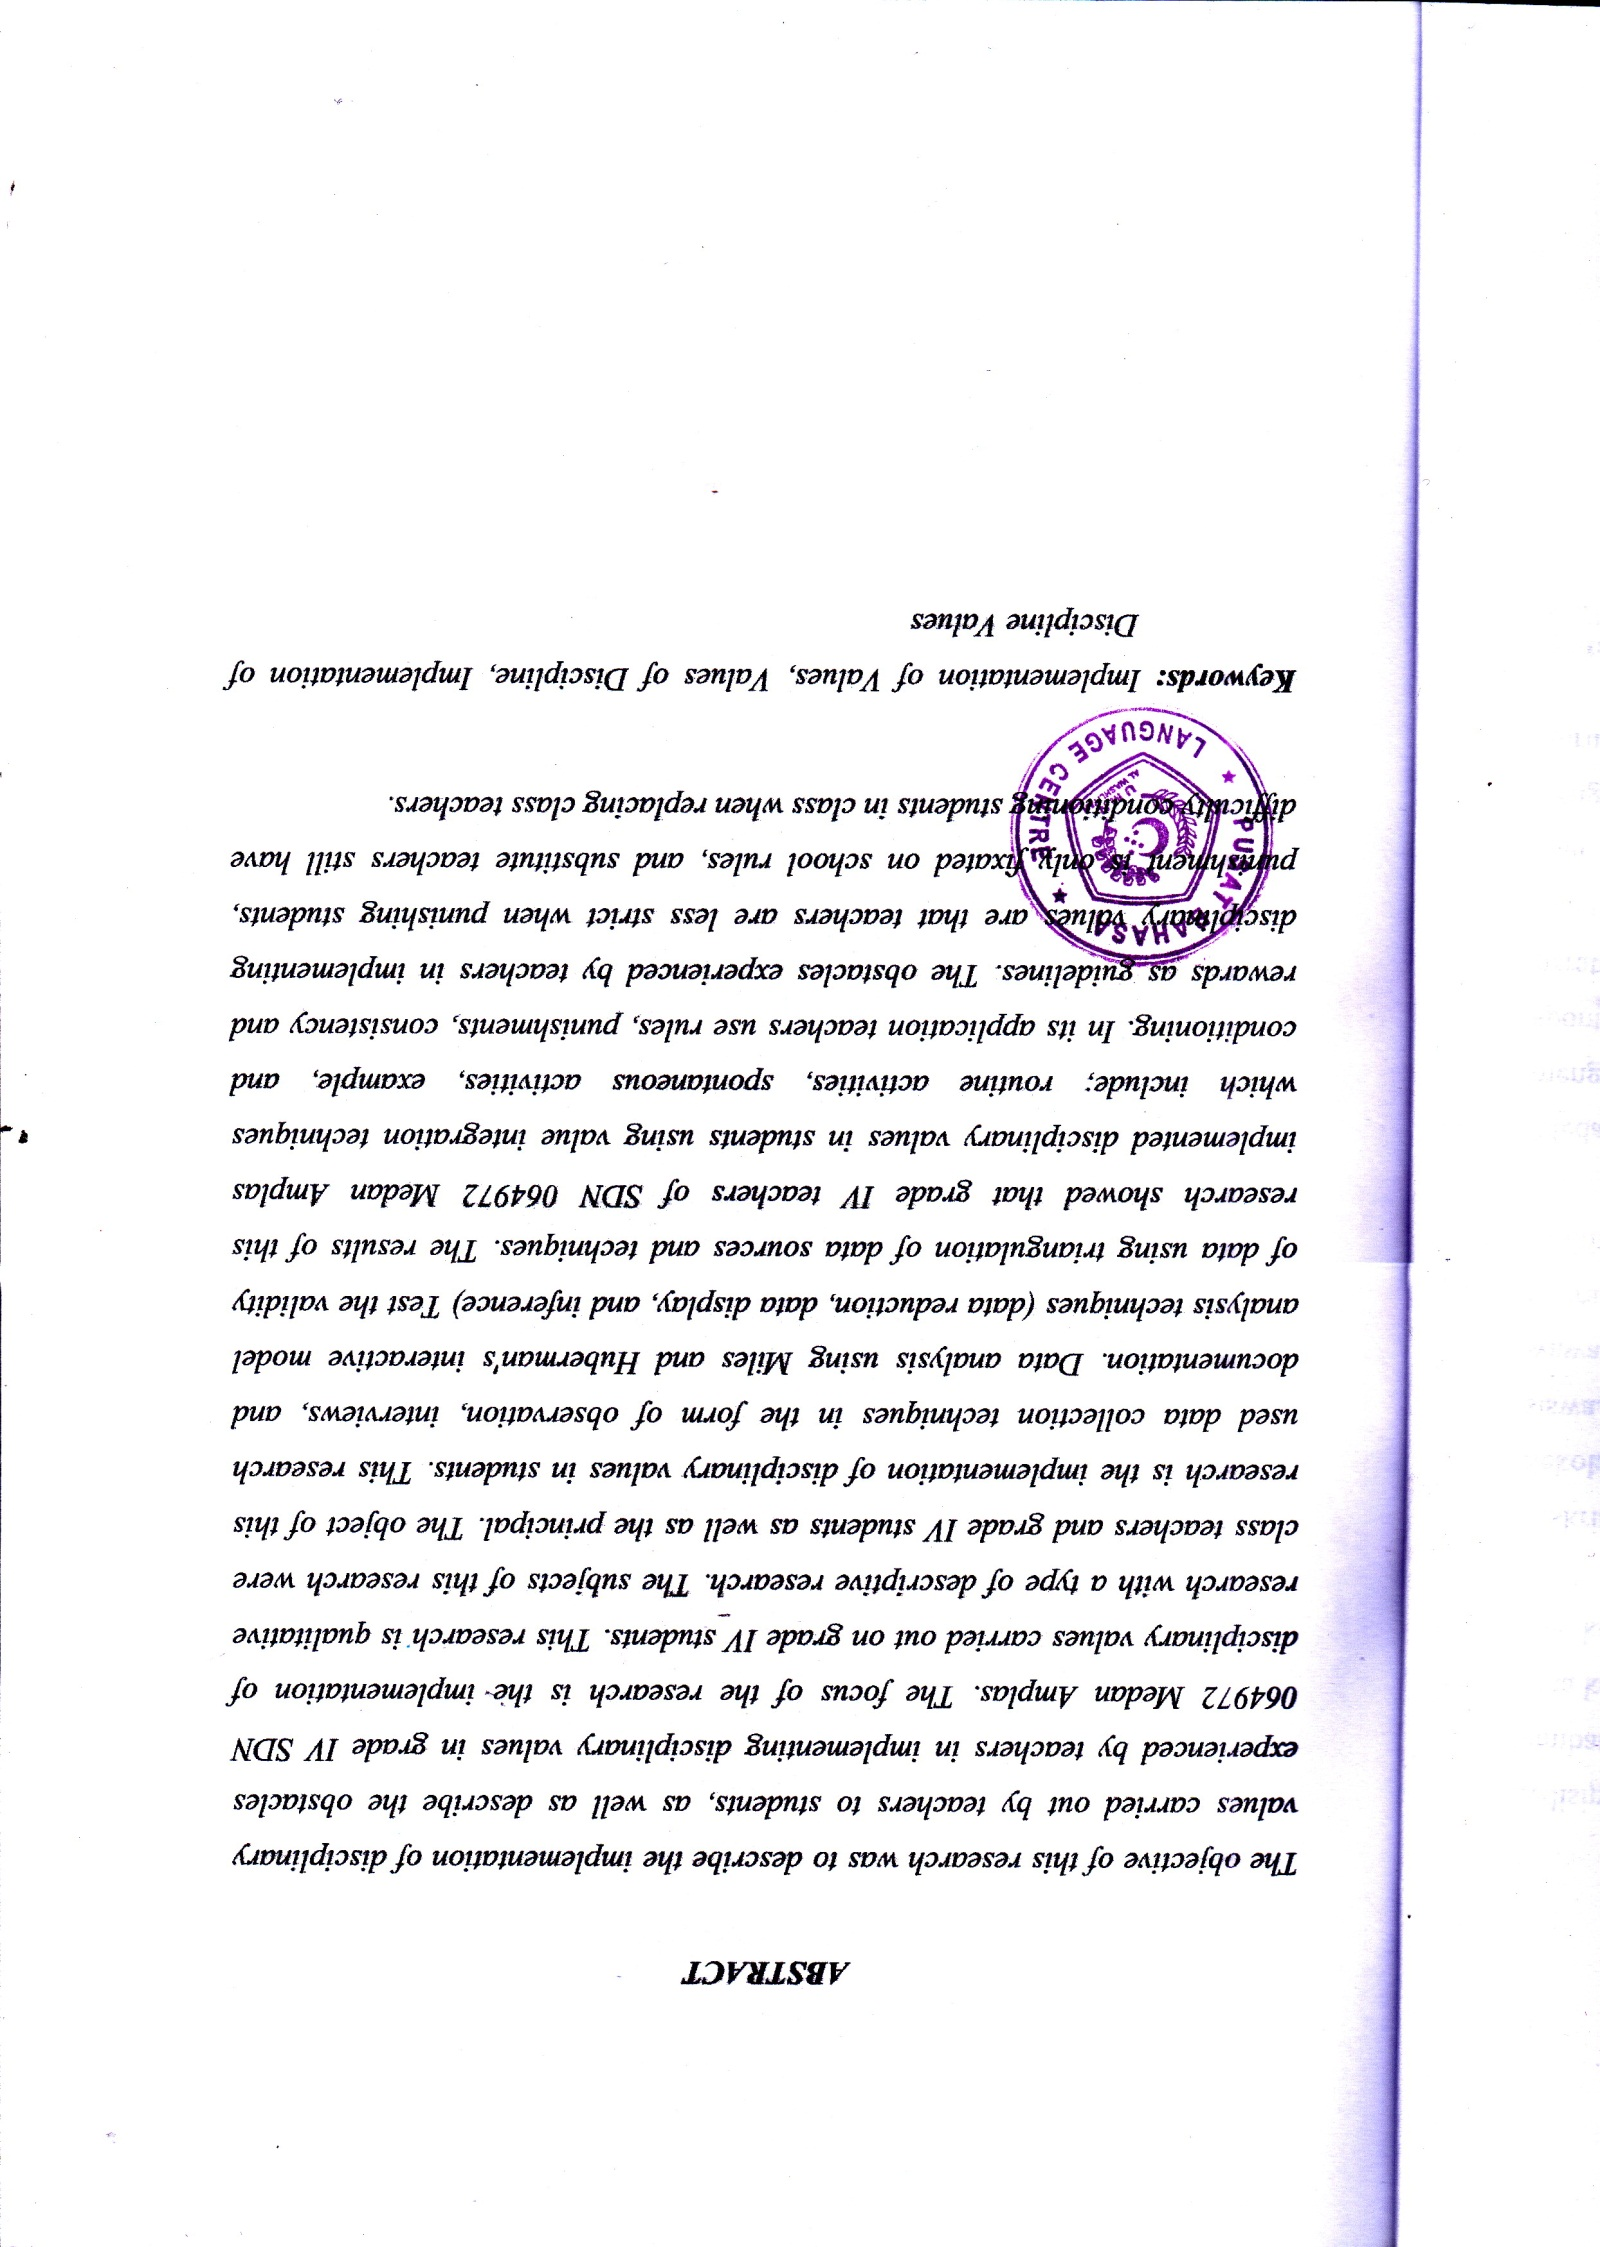 ABSTRACT
The objective of this research was to describe the implementation of disciplinary
values carried out by teachers to students, as well as describe the obstacles
experienced by teachers in implementing disciplinary values in grade IV SDN
064972 Medan Amplas. The focus of the research is the implementation of
disciplinary values carried out on grade IV students. This research is qualitative
research with a type of descriptive research. The subjects of this research were
class teachers and grade IV students as well as the principal. The object of this
research is the implementation of disciplinary values in students. This research
used data collection techniques in the form of observation, interviews, and
documentation. Data analysis using Miles and Huberman's interactive model
analysis techniques (data reduction, data display, and inference) Test the validity
of data using triangulation of data sources and techniques. The results of this
research showed that grade IV teachers of SDN 064972 Medan Amplas
implemented disciplinary values in students using value integration techniques
which include; routine activities, spontaneous activities, example, and
conditioning. In its application teachers use rules, punishments, consistency and
rewards as guidelines. The obstacles experienced by teachers in implementing
disciplinary values are that teachers are less strict when punishing students,
punishment is only fixated on school rules, and substitute teachers still have
difficulty conditioning students in class when replacing class teachers.
Keywords: Implementation of Values, Values of Discipline, Implementation of
Discipline Values
PUSAT BAHASA
LANGUAGE CENTRE